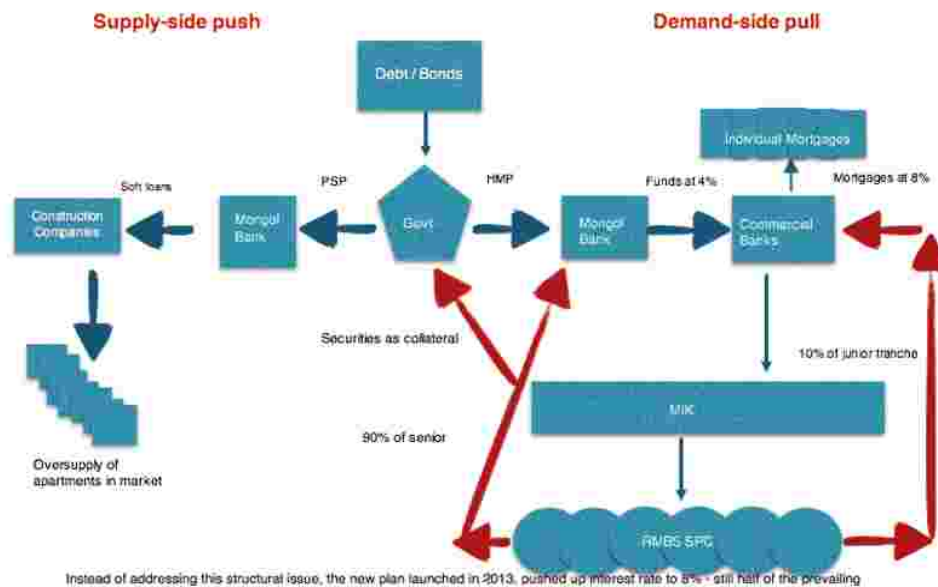 Supply-side push
Demand-side pull
Debt / Bonds
Individual Mortgages
Soft loans
PSP
HMP
Funds at 4%
Mortgages at 8%
Construction
Companies
Mongol
Bank
Govt
Mongol
Bank
Commercial
Banks
Securities as collateral
10% of junior tranche
MIK
90% of senior
Oversupply of
apartments in market
RMBS SPC
Instead of addressing this structural issue, the new plan launched in 2013, pushed up interest rate to 8% - still half of the prevailing